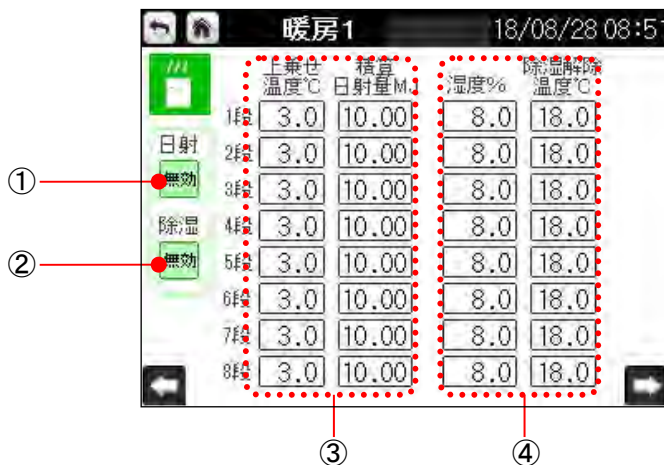 暖房1 18/08/28 08:5
上乗せ 積算 除湿解除
温度℃ 日射量MJ 湿度% 温度℃
1段 3.0 10.00 8.0 18.0
日射 2段 3.0 10.00 8.0 18.0
① 無効 3段 3.0 10.00 8.0 18.0
除湿 4段 3.0 10.00 8.0 18.0
② 無効 5段 3.0 10.00 8.0 18.0
6段 3.0 10.00 8.0 18.0
7段 3.0 10.00 8.0 18.0
8段 3.0 10.00 8.0 18.0
③ ④